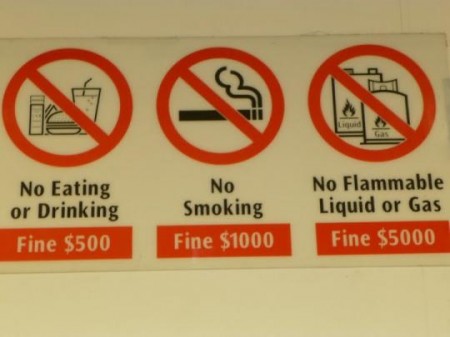 Liquid
Gas
No Eating
or Drinking
Fine $500
No
Smoking
Fine $1000
No Flammable
Liquid or Gas
Fine $5000